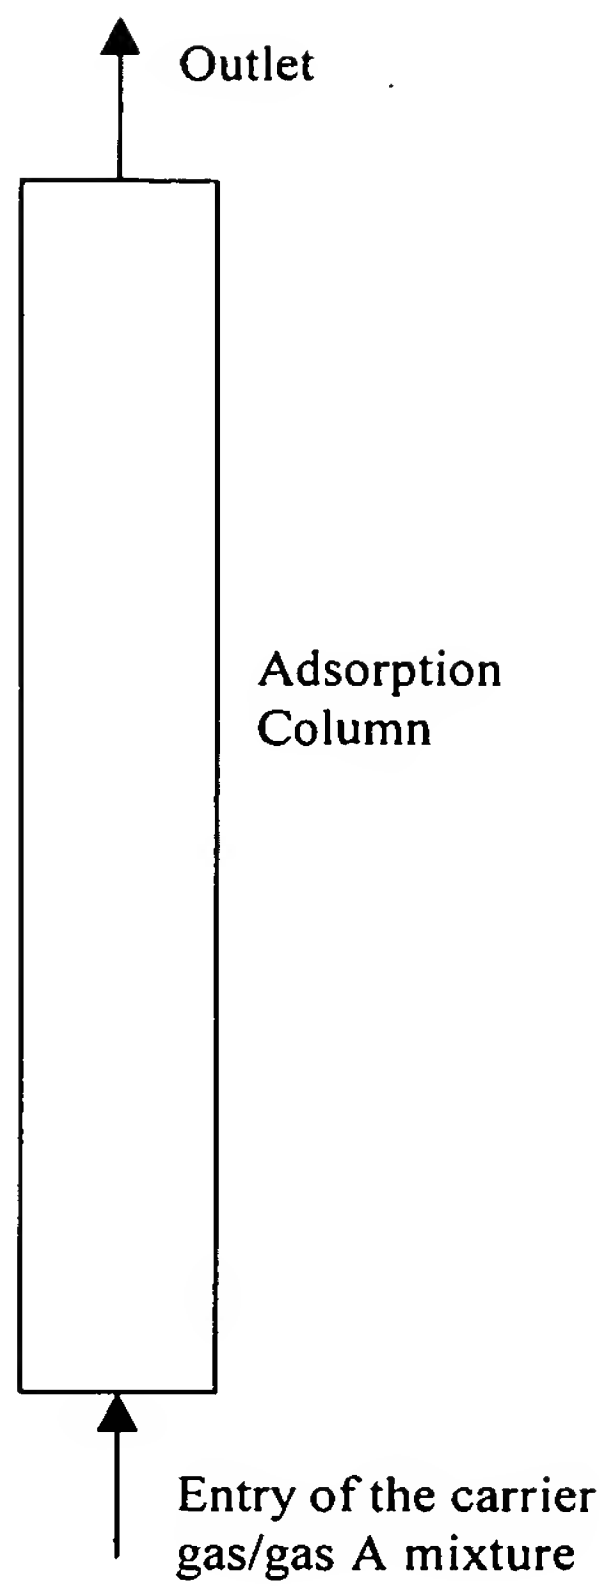 Outlet
Adsorption
Column
Entry of the carrier
gas/gas A mixture